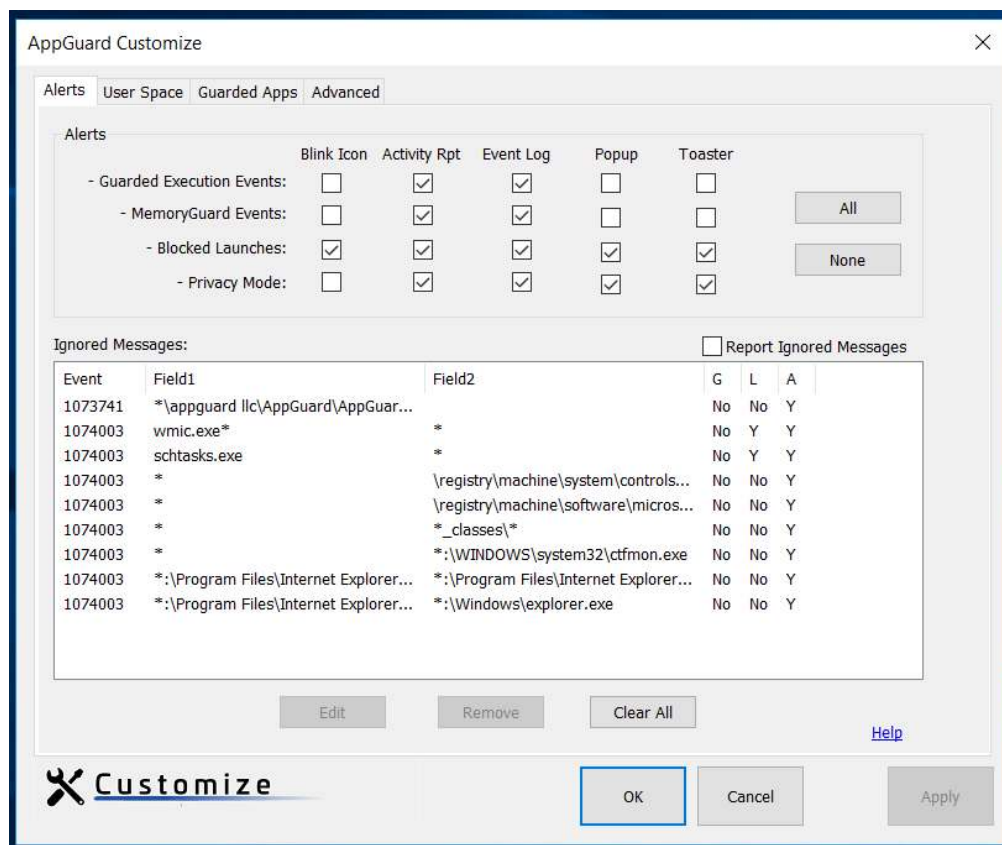 AppGuard Customize
Alerts User Space Guarded Apps Advanced
Alerts
Blink Icon Activity Rpt Event Log Popup Toaster
- Guarded Execution Events:
- MemoryGuard Events:
All
- Blocked Launches:
None
- Privacy Mode:
Ignored Messages: Report Ignored Messages
Event Field1 Field2 G L A
1073741 *\appguard llc\AppGuard\AppGuar... No No Y
1074003 wmic.exe* * No Y Y
1074003 schtasks.exe * No Y Y
1074003 * \registry\machine\system\controls... No No Y
1074003 * \registry\machine\software\micros... No No Y
1074003 * *_classes\* No No Y
1074003 * *:\WINDOWS\system32\ctfmon.exe No No Y
1074003 *:\Program Files\Internet Explorer... *:\Program Files\Internet Explorer... No No Y
1074003 *:\Program Files\Internet Explorer... *:\Windows\explorer.exe No No Y
Edit Remove Clear All
Help
Customize
OK Cancel Apply